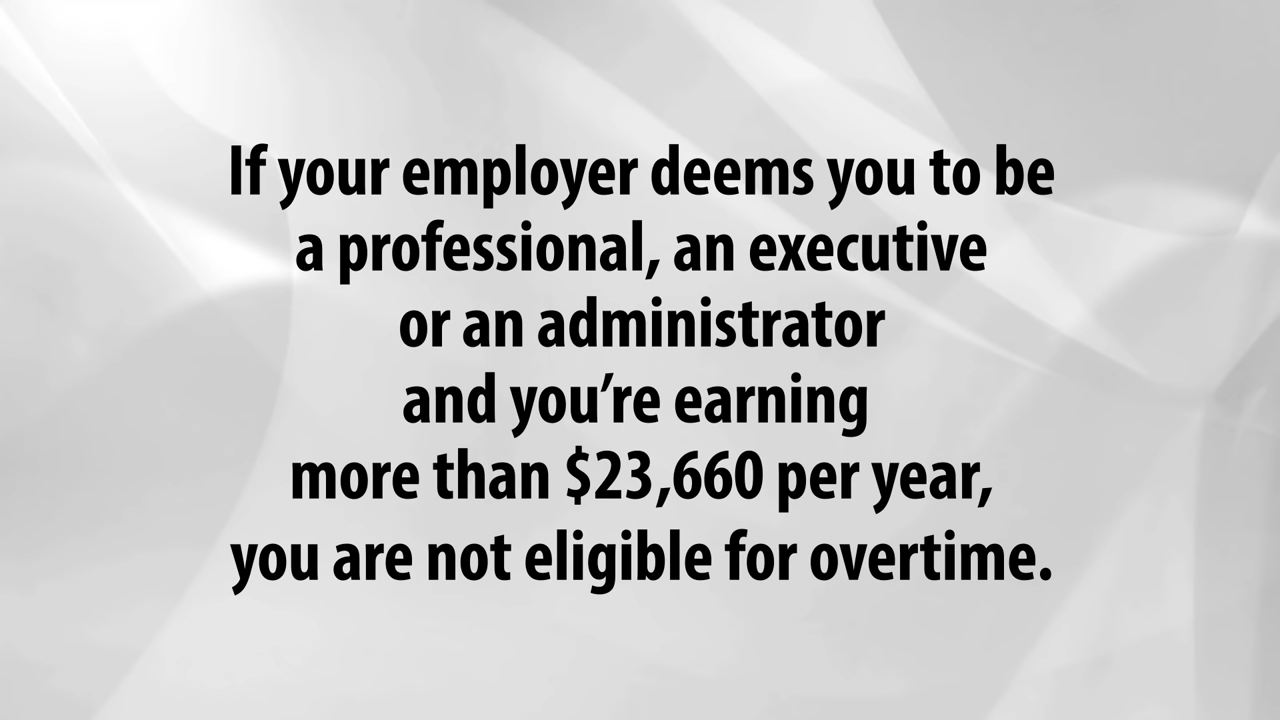 If your employer deems you to be
a professional, an executive
or an administrator
and you’re earning
more than $23,660 per year,
you are not eligible for overtime.